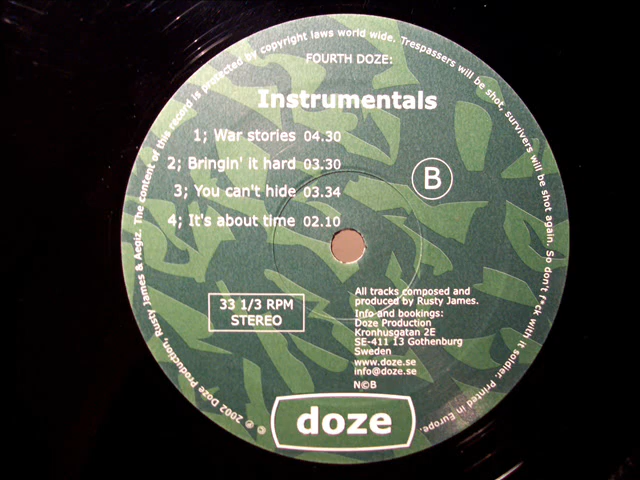 © ℗ 2002 Doze Production, Rusty James & Aegiz. The content of this record is protected by copyright laws world wide. Trespassers will be shot, survivers will be shot again. So don't f*ck with it soldier. Printed in Europe.
FOURTH DOZE:
Instrumentals
1; War stories 04.30
2; Bringin' it hard 03.30
3; You can't hide 03.34
4; It's about time 02.10
B
33 1/3 RPM
STEREO
All tracks composed and
produced by Rusty James.
Info and bookings:
Doze Production
Kronhusgatan 2E
SE-411 13 Gothenburg
Sweden
www.doze.se
info@doze.se
N©B
doze